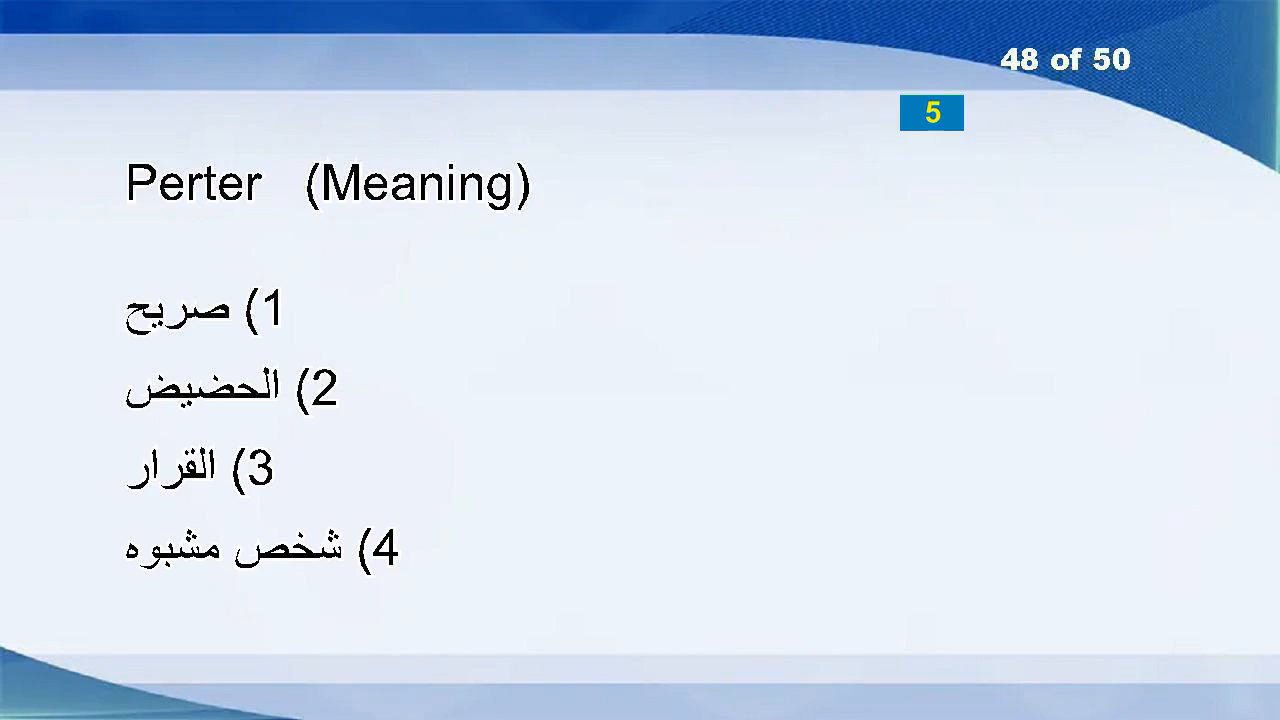 48 of 50
5
Perter (Meaning)
1) صريح
2) الحضيض
3) القرار
4) شخص مشبوه